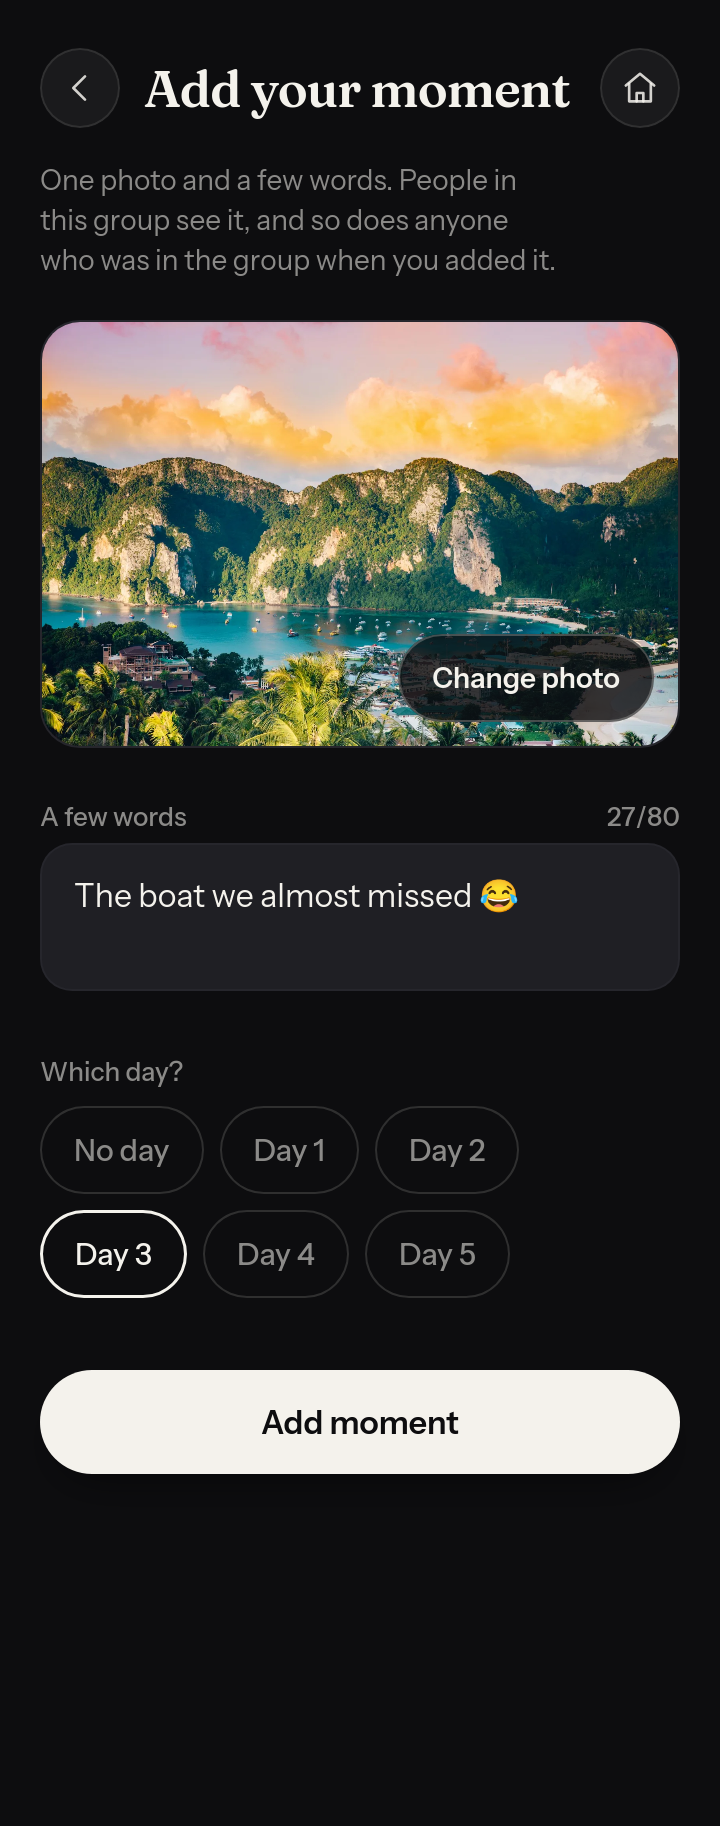 Add your moment
One photo and a few words. People in
this group see it, and so does anyone
who was in the group when you added it.
Change photo
A few words 27/80
The boat we almost missed 😂
Which day?
No day Day 1 Day 2
Day 3 Day 4 Day 5
Add moment